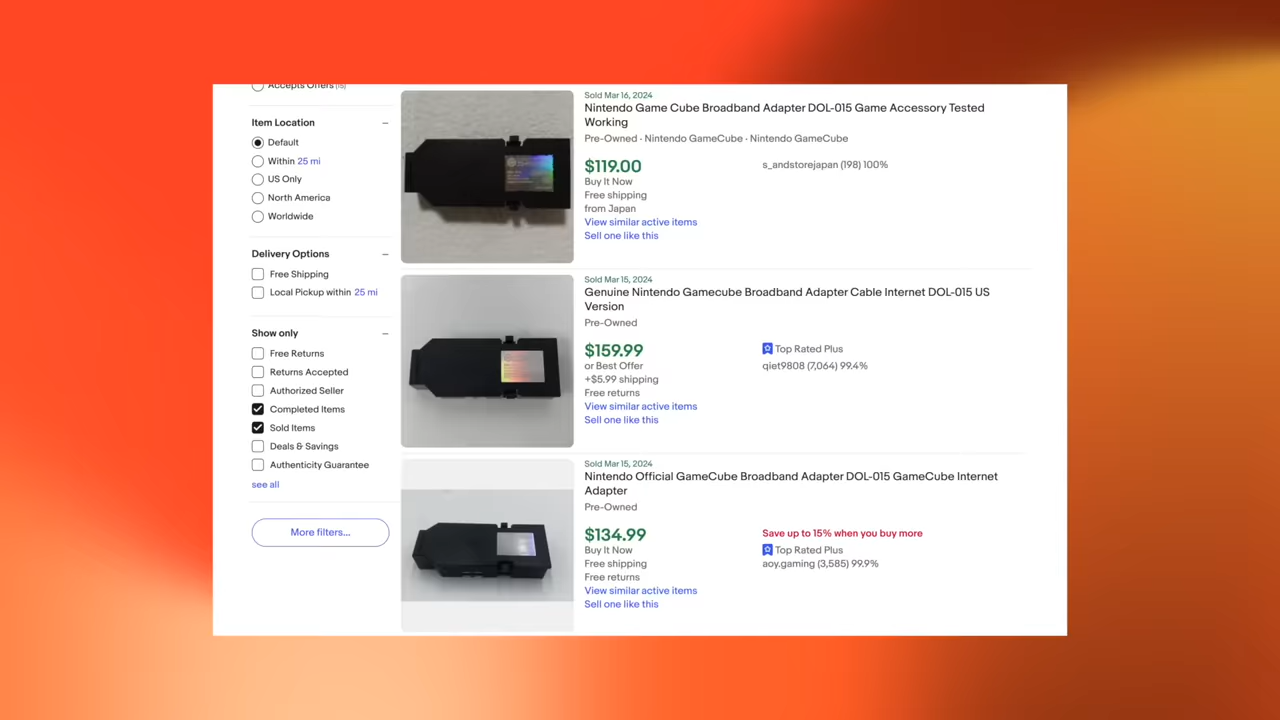 Accepts Offers (15)
Item Location
Default
Within 25 mi
US Only
North America
Worldwide
Delivery Options
Free Shipping
Local Pickup within 25 mi
Show only
Free Returns
Returns Accepted
Authorized Seller
Completed Items
Sold Items
Deals & Savings
Authenticity Guarantee
see all
More filters...
Sold Mar 16, 2024
Nintendo Game Cube Broadband Adapter DOL-015 Game Accessory Tested
Working
Pre-Owned · Nintendo GameCube · Nintendo GameCube
$119.00
s_andstorejapan (198) 100%
Buy It Now
Free shipping
from Japan
View similar active items
Sell one like this
Sold Mar 15, 2024
Genuine Nintendo Gamecube Broadband Adapter Cable Internet DOL-015 US
Version
Pre-Owned
$159.99
Top Rated Plus
or Best Offer
qiet9808 (7,064) 99.4%
+$5.99 shipping
Free returns
View similar active items
Sell one like this
Sold Mar 15, 2024
Nintendo Official GameCube Broadband Adapter DOL-015 GameCube Internet
Adapter
Pre-Owned
$134.99
Save up to 15% when you buy more
Buy It Now
Top Rated Plus
Free shipping
aoy.gaming (3,585) 99.9%
Free returns
View similar active items
Sell one like this